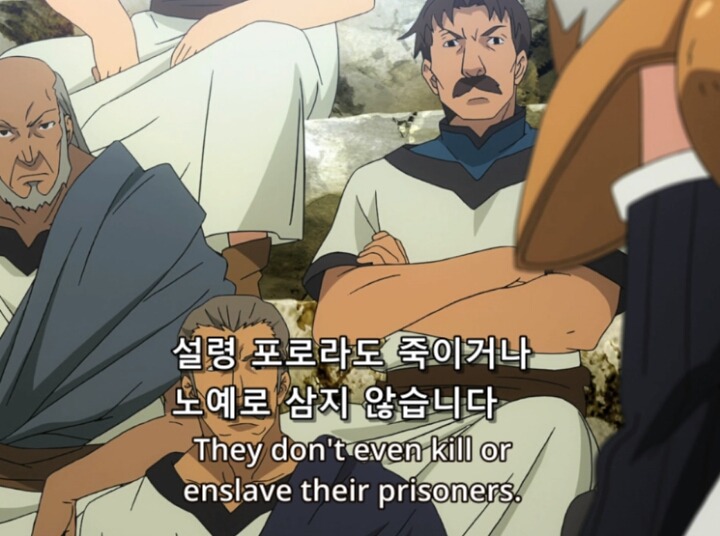 설령 포로라도 죽이거나
노예로 삼지 않습니다
They don't even kill or
enslave their prisoners.